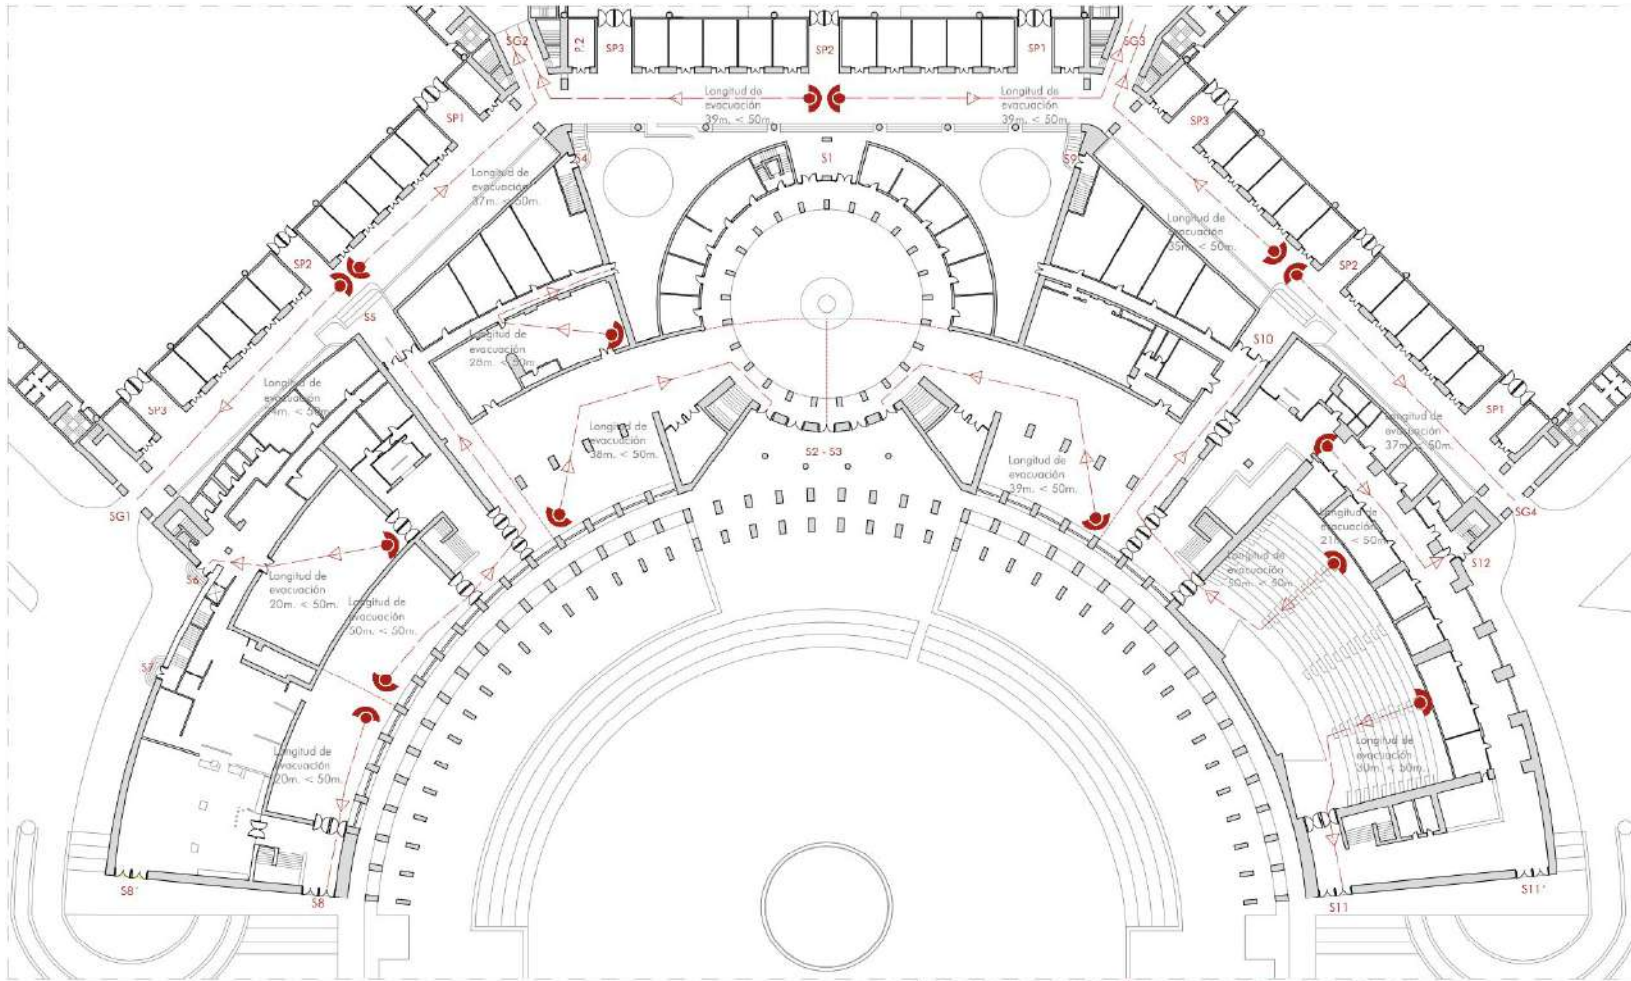 SG2
P.2
SP3
SP2
SP1
SG3
Longitud de
evacuación
39m. < 50m.
Longitud de
evacuación
39m. < 50m.
SP1
SP3
S4
S1
S9
Longitud de
evacuación
37m. < 50m.
Longitud de
evacuación
35m. < 50m.
SP2
SP2
S5
Longitud de
evacuación
28m. < 50m.
S10
Longitud de
evacuación
SP3
SP1
Longitud de
evacuación
37m. < 50m.
Longitud de
evacuación
38m. < 50m.
S2 - S3
Longitud de
evacuación
39m. < 50m.
SG1
SG4
Longitud de
evacuación
21m. < 50m.
Longitud de
evacuación
50m. < 50m.
S6
S12
Longitud de
evacuación
20m. < 50m.
Longitud de
evacuación
50m. < 50m.
S7
Longitud de
evacuación
20m. < 50m.
Longitud de
evacuación
30m. < 50m.
S8'
S8
S11
S11'